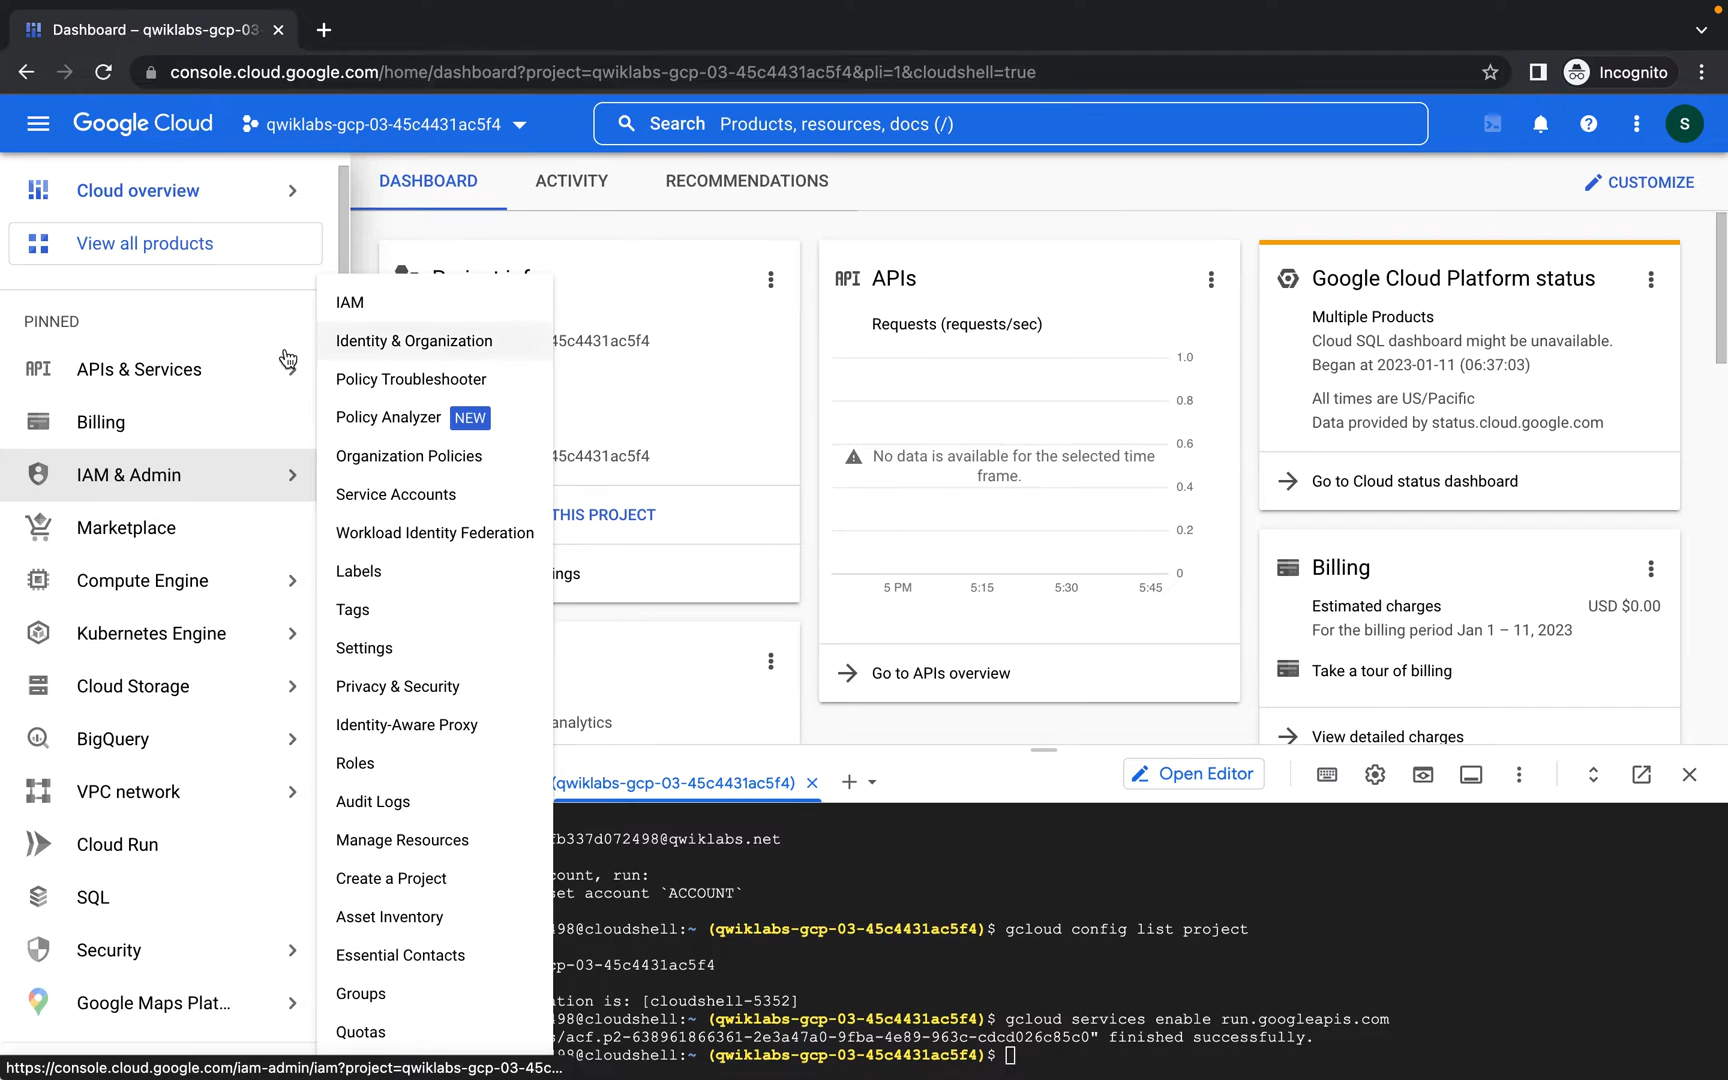 Dashboard – qwiklabs-gcp-03-
console.cloud.google.com/home/dashboard?project=qwiklabs-gcp-03-45c4431ac5f4&pli=1&cloudshell=true
Incognito
Google Cloud
qwiklabs-gcp-03-45c4431ac5f4
Search Products, resources, docs (/)
S
Cloud overview
View all products
PINNED
API APIs & Services
Billing
IAM & Admin
Marketplace
Compute Engine
Kubernetes Engine
Cloud Storage
BigQuery
VPC network
Cloud Run
SQL
Security
Google Maps Plat...
IAM
Identity & Organization
Policy Troubleshooter
Policy Analyzer NEW
Organization Policies
Service Accounts
Workload Identity Federation
Labels
Tags
Settings
Privacy & Security
Identity-Aware Proxy
Roles
Audit Logs
Manage Resources
Create a Project
Asset Inventory
Essential Contacts
Groups
Quotas
DASHBOARD
ACTIVITY
RECOMMENDATIONS
CUSTOMIZE
45c4431ac5f4
45c4431ac5f4
THIS PROJECT
ings
analytics
API APIs
Requests (requests/sec)
1.0
0.8
0.6
0.4
0.2
0
No data is available for the selected time
frame.
5 PM
5:15
5:30
5:45
Go to APIs overview
Google Cloud Platform status
Multiple Products
Cloud SQL dashboard might be unavailable.
Began at 2023-01-11 (06:37:03)
All times are US/Pacific
Data provided by status.cloud.google.com
Go to Cloud status dashboard
Billing
Estimated charges USD $0.00
For the billing period Jan 1 – 11, 2023
Take a tour of billing
View detailed charges
(qwiklabs-gcp-03-45c4431ac5f4)
Open Editor
fb337d072498@qwiklabs.net
count, run:
set account `ACCOUNT`
498@cloudshell:~ (qwiklabs-gcp-03-45c4431ac5f4)$ gcloud config list project
cp-03-45c4431ac5f4
tion is: [cloudshell-5352]
498@cloudshell:~ (qwiklabs-gcp-03-45c4431ac5f4)$ gcloud services enable run.googleapis.com
s/acf.p2-638961866361-2e3a47a0-9fba-4e89-963c-cdcd026c85c0" finished successfully.
498@cloudshell:~ (qwiklabs-gcp-03-45c4431ac5f4)$
https://console.cloud.google.com/iam-admin/iam?project=qwiklabs-gcp-03-45c...